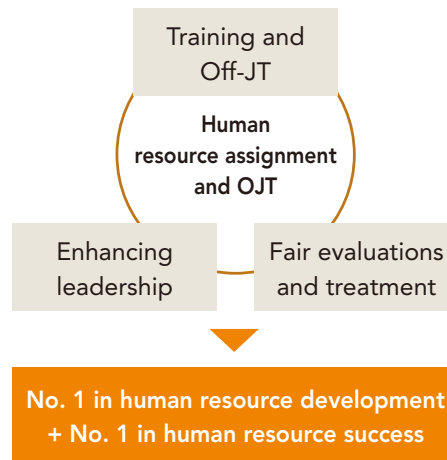 Training and
Off-JT
Human
resource assignment
and OJT
Enhancing
leadership
Fair evaluations
and treatment
No. 1 in human resource development
+ No. 1 in human resource success